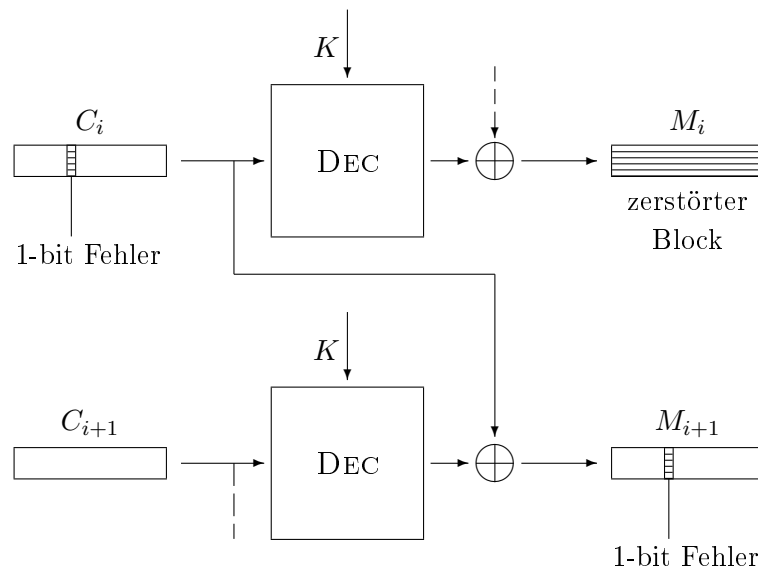 K
C_i
DEC
M_i
1-bit Fehler
zerstörter
Block
K
C_{i+1}
DEC
M_{i+1}
1-bit Fehler